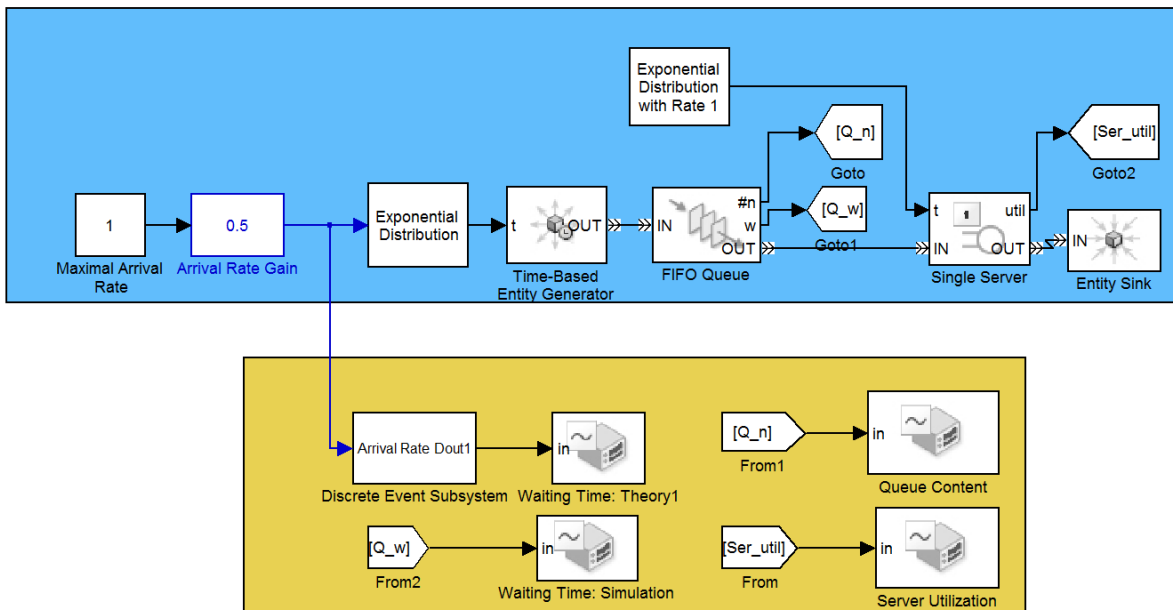 Exponential
Distribution
with Rate 1
[Q_n]
Goto
[Q_w]
Goto1
[Ser_util]
Goto2
1
Maximal Arrival
Rate
0.5
Arrival Rate Gain
Exponential
Distribution
t
OUT
Time-Based
Entity Generator
IN
#n
w
OUT
FIFO Queue
t
util
IN
OUT
Single Server
IN
Entity Sink
Arrival Rate Dout1
Discrete Event Subsystem
in
Waiting Time: Theory1
[Q_n]
From1
in
Queue Content
[Q_w]
From2
in
Waiting Time: Simulation
[Ser_util]
From
in
Server Utilization